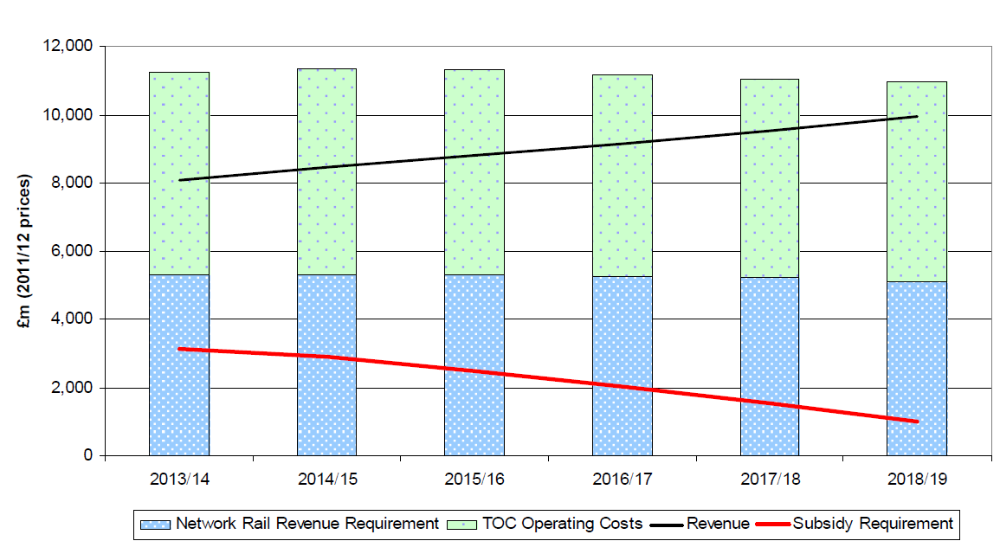 12,000
10,000
8,000
6,000
4,000
2,000
0
£m (2011/12 prices)
2013/14 2014/15 2015/16 2016/17 2017/18 2018/19
Network Rail Revenue Requirement TOC Operating Costs Revenue Subsidy Requirement